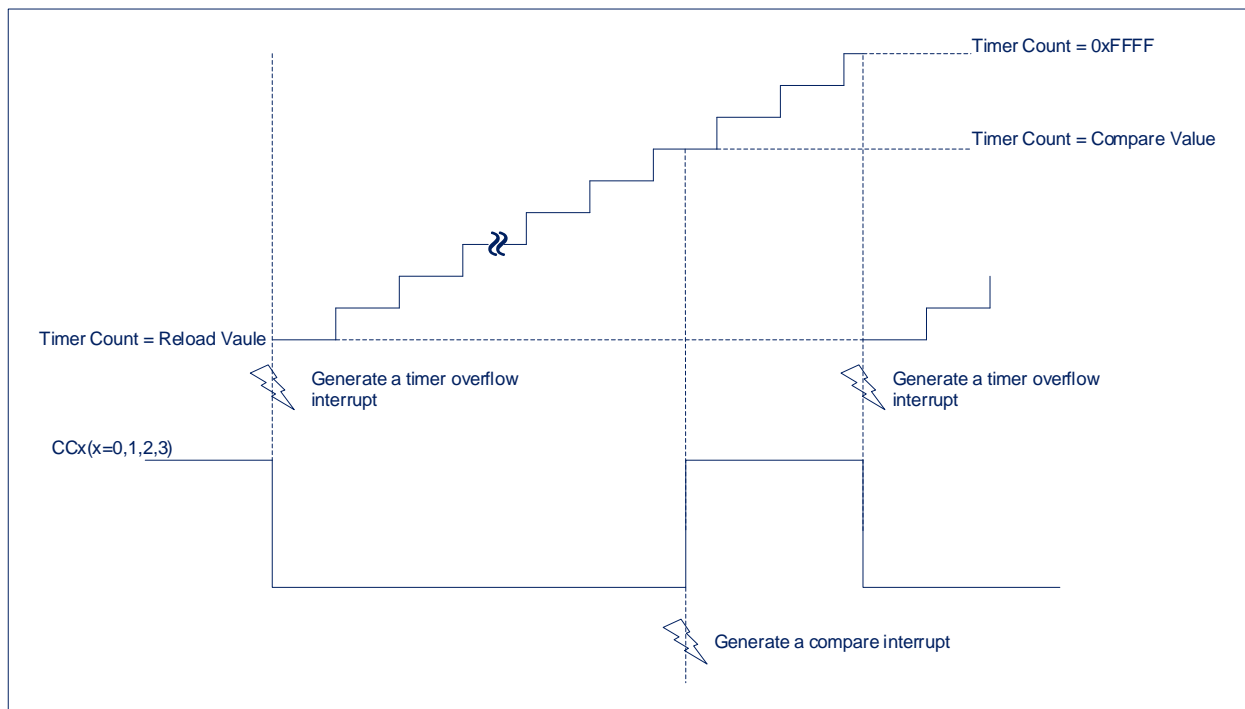 Timer Count = 0xFFFF
Timer Count = Compare Value
Timer Count = Reload Vaule
Generate a timer overflow
interrupt
Generate a timer overflow
interrupt
CCx(x=0,1,2,3)
Generate a compare interrupt